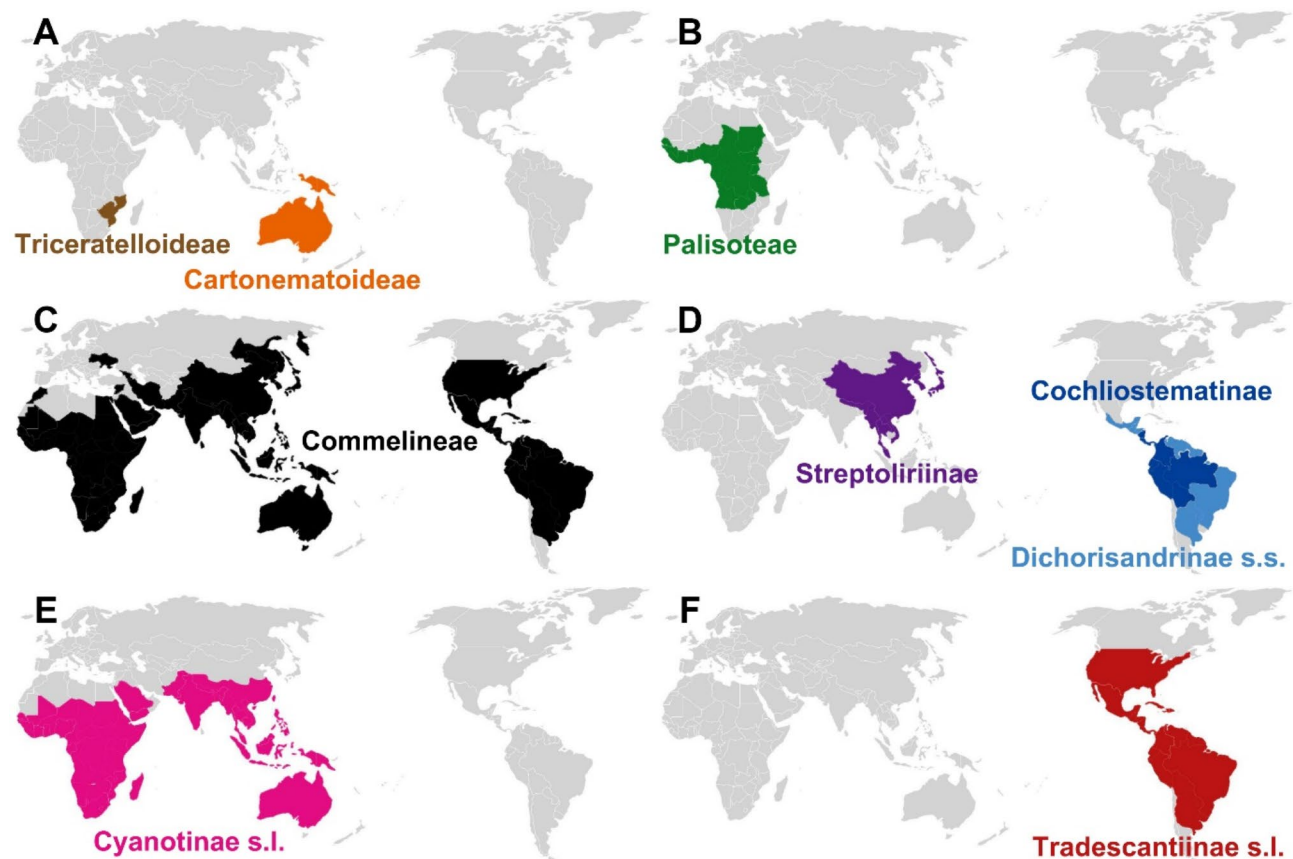 A
B
Triceratelloideae
Cartonematoideae
Palisoteae
C
D
Commelineae
Cochliostematinae
Streptoliriinae
Dichorisandrinae s.s.
E
F
Cyanotinae s.l.
Tradescantiinae s.l.